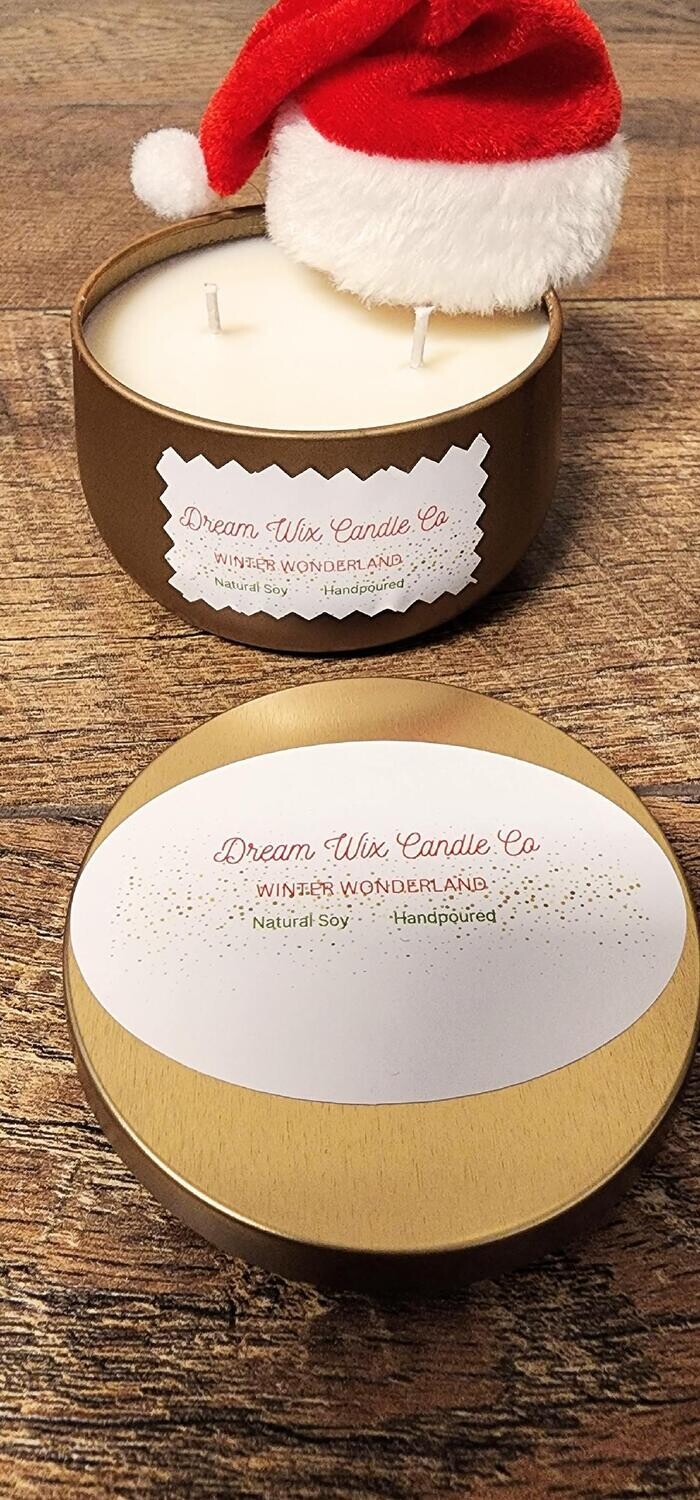 Dream Wix Candle Co
WINTER WONDERLAND
Natural Soy Handpoured
Dream Wix Candle Co
WINTER WONDERLAND
Natural Soy Handpoured